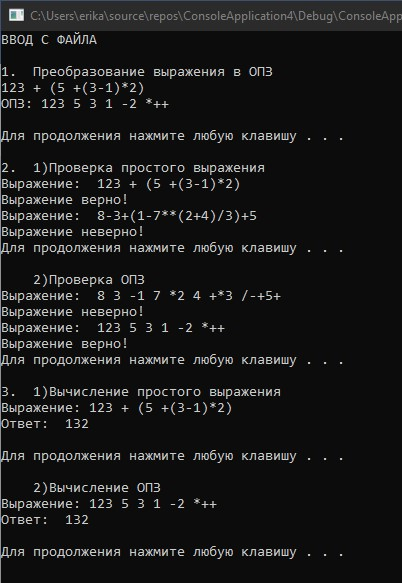 C:\Users\erika\source\repos\ConsoleApplication4\Debug\ConsoleApp
ВВОД С ФАЙЛА
1.  Преобразование выражения в ОПЗ
123 + (5 +(3-1)*2)
ОПЗ: 123 5 3 1 -2 *++
Для продолжения нажмите любую клавишу . . .
2.  1)Проверка простого выражения
Выражение:  123 + (5 +(3-1)*2)
Выражение верно!
Выражение:  8-3+(1-7**(2+4)/3)+5
Выражение неверно!
Для продолжения нажмите любую клавишу . . .
2)Проверка ОПЗ
Выражение:  8 3 -1 7 *2 4 +*3 /-+5+
Выражение неверно!
Выражение:  123 5 3 1 -2 *++
Выражение верно!
Для продолжения нажмите любую клавишу . . .
3.  1)Вычисление простого выражения
Выражение: 123 + (5 +(3-1)*2)
Ответ:  132
Для продолжения нажмите любую клавишу . . .
2)Вычисление ОПЗ
Выражение: 123 5 3 1 -2 *++
Ответ:  132
Для продолжения нажмите любую клавишу . . .